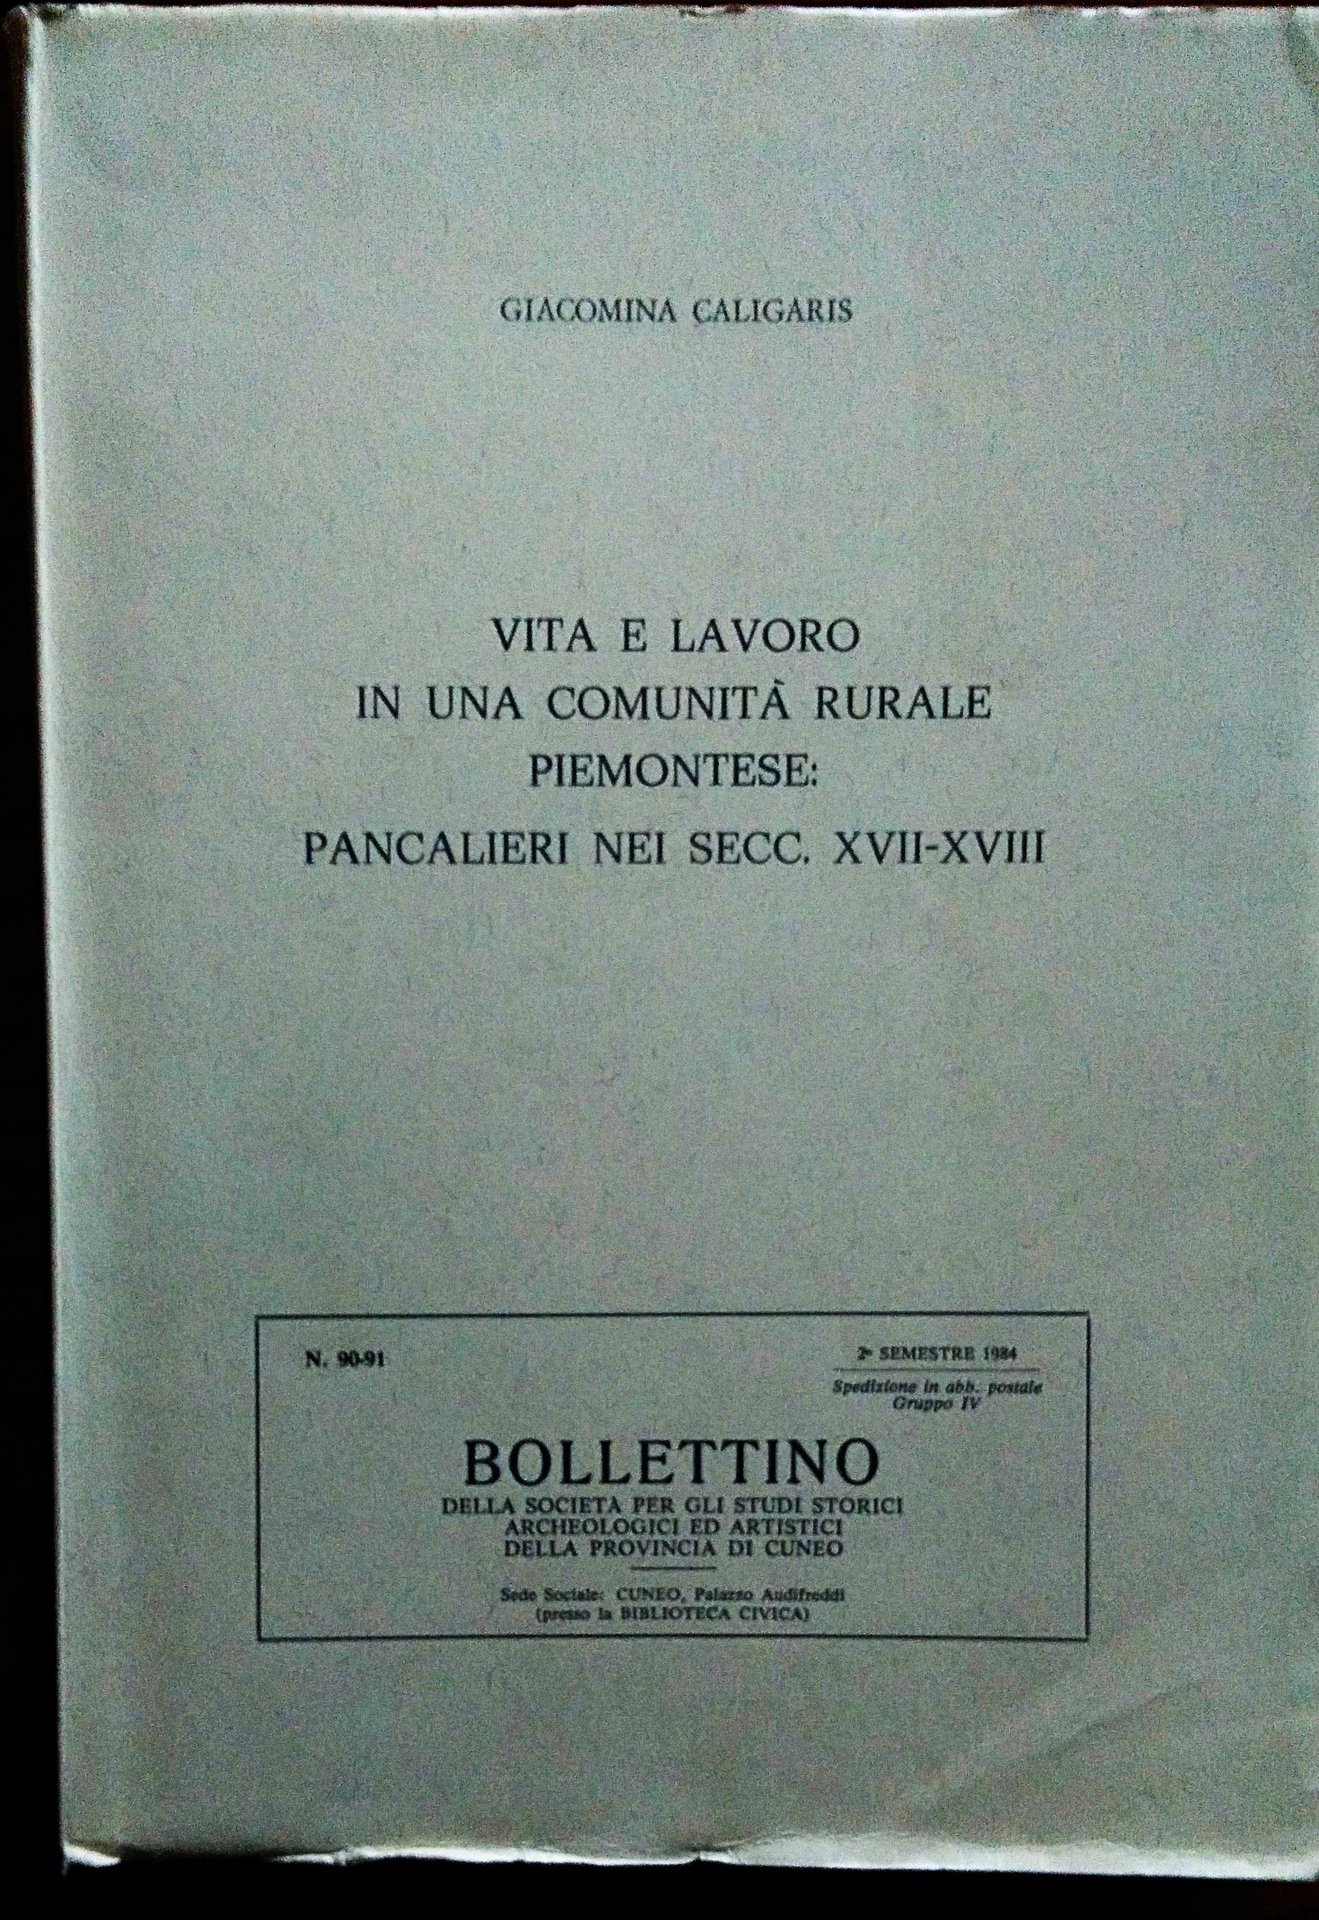 GIACOMINA CALIGARIS
VITA E LAVORO
IN UNA COMUNITÀ RURALE
PIEMONTESE:
PANCALIERI NEI SECC. XVII-XVIII
N. 90-91
2º SEMESTRE 1984
Spedizione in abb. postale
Gruppo IV
BOLLETTINO
DELLA SOCIETÀ PER GLI STUDI STORICI
ARCHEOLOGICI ED ARTISTICI
DELLA PROVINCIA DI CUNEO
Sede Sociale: CUNEO, Palazzo Audifreddi
(presso la BIBLIOTECA CIVICA)